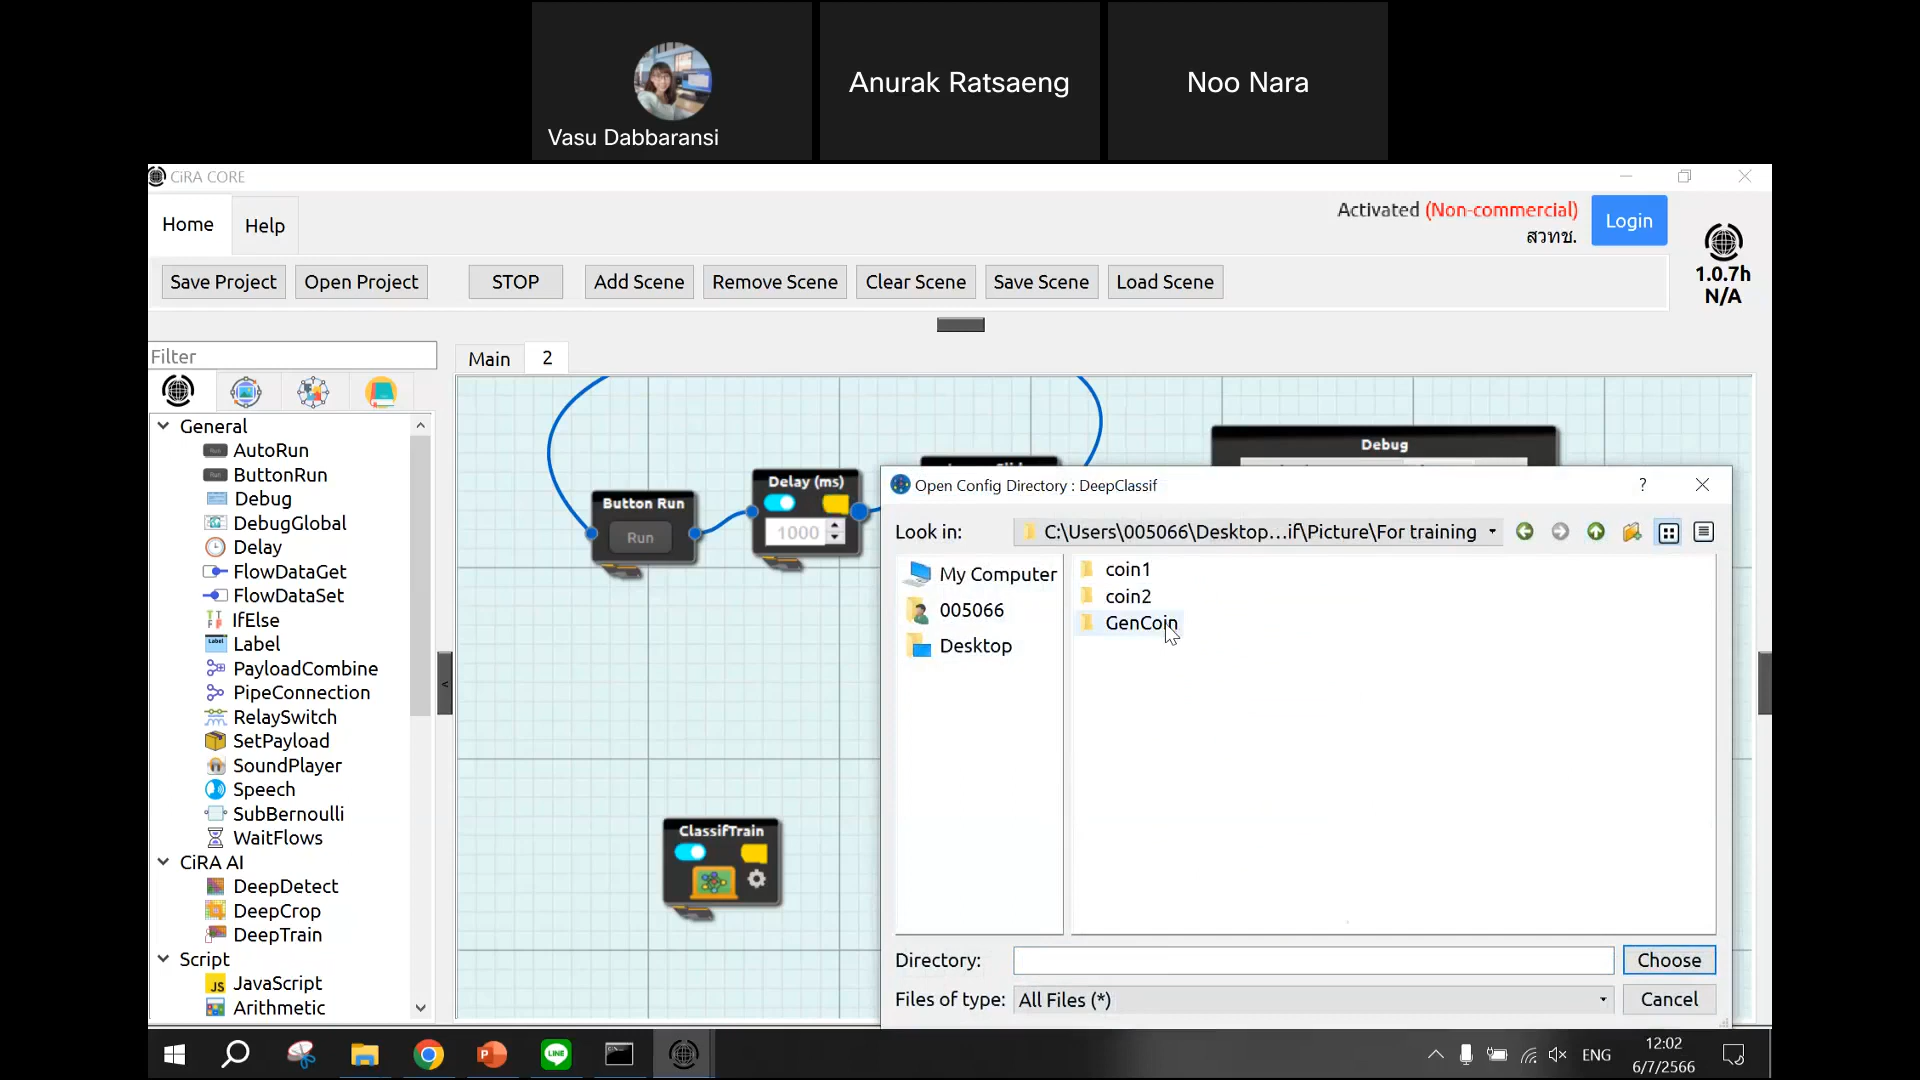 Vasu Dabbaransi
Anurak Ratsaeng
Noo Nara
CiRA CORE
Home
Help
Activated (Non-commercial)
สวทช.
Login
1.0.7h
N/A
Save Project
Open Project
STOP
Add Scene
Remove Scene
Clear Scene
Save Scene
Load Scene
Filter
Main
2
General
AutoRun
ButtonRun
Debug
DebugGlobal
Delay
FlowDataGet
FlowDataSet
IfElse
Label
PayloadCombine
PipeConnection
RelaySwitch
SetPayload
SoundPlayer
Speech
SubBernoulli
WaitFlows
CiRA AI
DeepDetect
DeepCrop
DeepTrain
Script
JavaScript
Arithmetic
Button Run
Run
Delay (ms)
1000
Debug
ClassifTrain
Open Config Directory : DeepClassif
?
Look in:
C:\Users\005066\Desktop...if\Picture\For training
My Computer
005066
Desktop
coin1
coin2
GenCoin
Directory:
Choose
Files of type:
All Files (*)
Cancel
LINE
ENG
12:02
6/7/2566